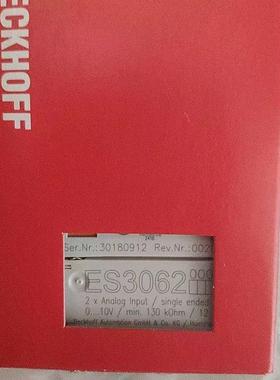 ECKHOFF
Ser.Nr.: 30180912 Rev.Nr.: 002
ES3062
000
2 x Analog Input / single ended
0...10V / min. 130 kOhm / 12
Beckhoff Automation GmbH & Co. KG /